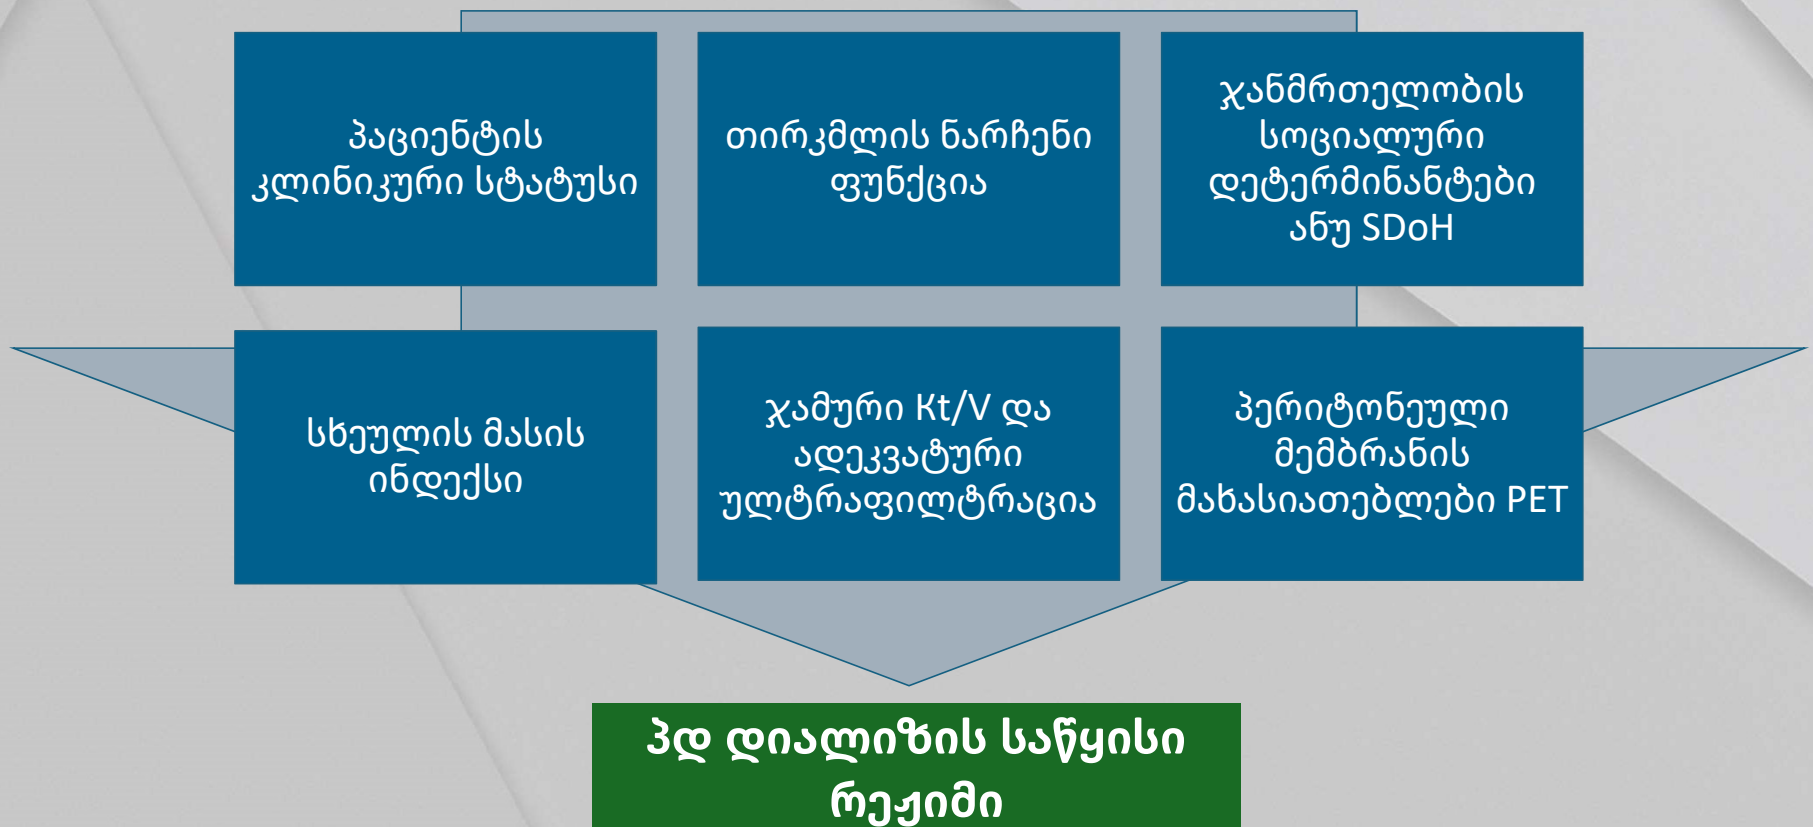 პაციენტის
კლინიკური სტატუსი
თირკმლის ნარჩენი
ფუნქცია
ჯანმრთელობის
სოციალური
დეტერმინანტები
ანუ SDoH
სხეულის მასის
ინდექსი
ჯამური Kt/V და
ადეკვატური
ულტრაფილტრაცია
პერიტონეული
მემბრანის
მახასიათებლები PET
პდ დიალიზის საწყისი
რეჟიმი